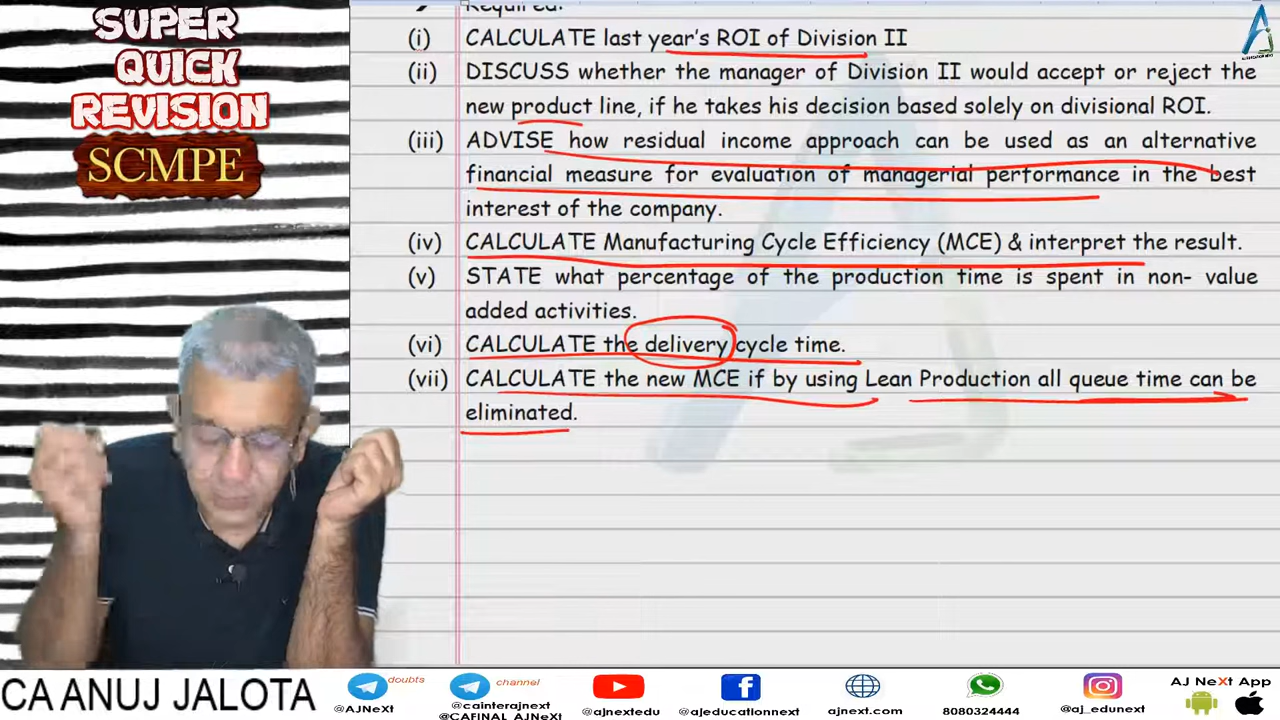 SUPER
QUICK
REVISION
SCMPE
Required:
(i) CALCULATE last year's ROI of Division II
(ii) DISCUSS whether the manager of Division II would accept or reject the
new product line, if he takes his decision based solely on divisional ROI.
(iii) ADVISE how residual income approach can be used as an alternative
financial measure for evaluation of managerial performance in the best
interest of the company.
(iv) CALCULATE Manufacturing Cycle Efficiency (MCE) & interpret the result.
(v) STATE what percentage of the production time is spent in non- value
added activities.
(vi) CALCULATE the delivery cycle time.
(vii) CALCULATE the new MCE if by using Lean Production all queue time can be
eliminated.
CA ANUJ JALOTA
doubts
@AJNeXt
channel
@cainterajnext
@CAFINAL_AJNeXt
@ajnextedu
@ajeducationnext
ajnext.com
8080324444
@aj_edunext
AJ NeXt App